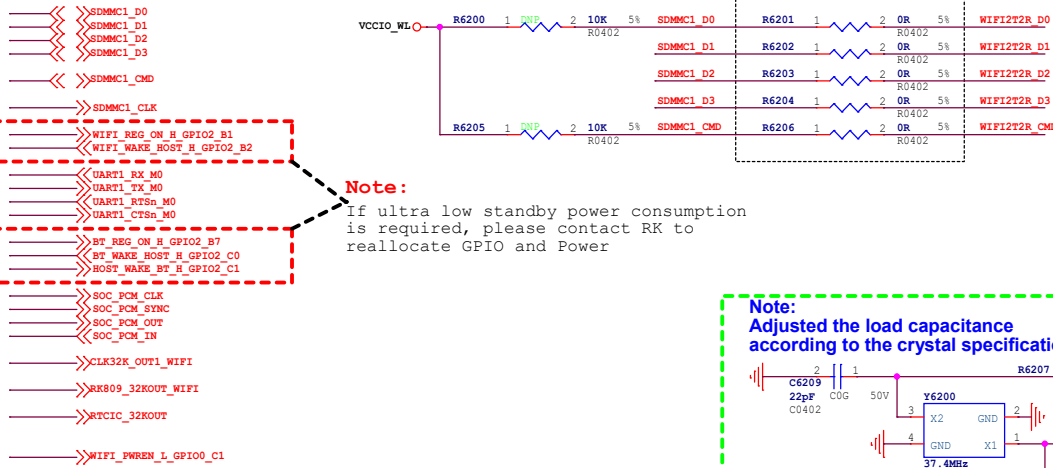 SDMMC1_D0
SDMMC1_D1
SDMMC1_D2
SDMMC1_D3
SDMMC1_CMD
SDMMC1_CLK
WIFI_REG_ON_H_GPIO2_B1
WIFI_WAKE_HOST_H_GPIO2_B2
UART1_RX_M0
UART1_TX_M0
UART1_RTSn_M0
UART1_CTSn_M0
BT_REG_ON_H_GPIO2_B7
BT_WAKE_HOST_H_GPIO2_C0
HOST_WAKE_BT_H_GPIO2_C1
SOC_PCM_CLK
SOC_PCM_SYNC
SOC_PCM_OUT
SOC_PCM_IN
CLK32K_OUT1_WIFI
RK809_32KOUT_WIFI
RTCIC_32KOUT
WIFI_PWREN_L_GPIO0_C1
VCCIO_WL R6200 1 DNP 2 10K 5% SDMMC1_D0 R6201 1 2 0R 5% WIFI2T2R_D0
R0402 R0402
SDMMC1_D1 R6202 1 2 0R 5% WIFI2T2R_D1
R0402
SDMMC1_D2 R6203 1 2 0R 5% WIFI2T2R_D2
R0402
SDMMC1_D3 R6204 1 2 0R 5% WIFI2T2R_D3
R0402
R6205 1 DNP 2 10K 5% SDMMC1_CMD R6206 1 2 0R 5% WIFI2T2R_CM
R0402 R0402
Note:
If ultra low standby power consumption
is required, please contact RK to
reallocate GPIO and Power
Note:
Adjusted the load capacitance
according to the crystal specificati
2 1 R6207
C6209
22pF C0G 50V Y6200
C0402
3 X2 GND 2
4 GND X1 1
37.4MHz